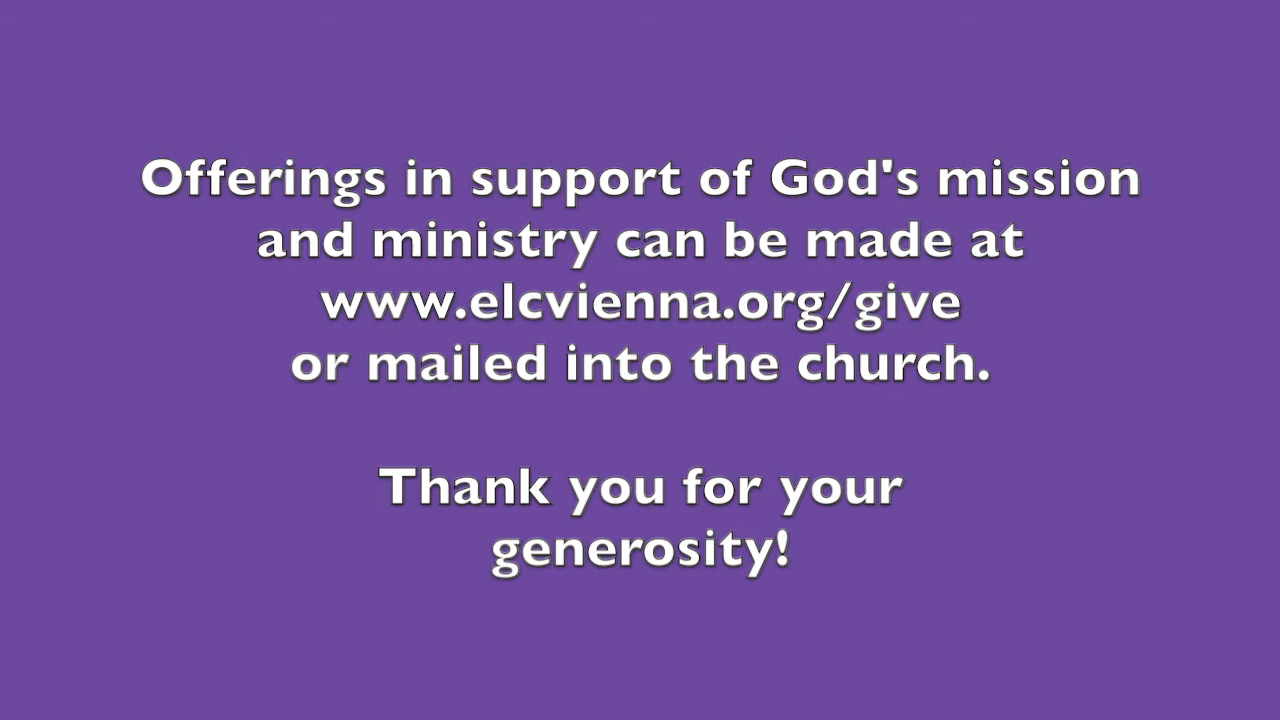 Offerings in support of God's mission
and ministry can be made at
www.elcvienna.org/give
or mailed into the church.
Thank you for your
generosity!